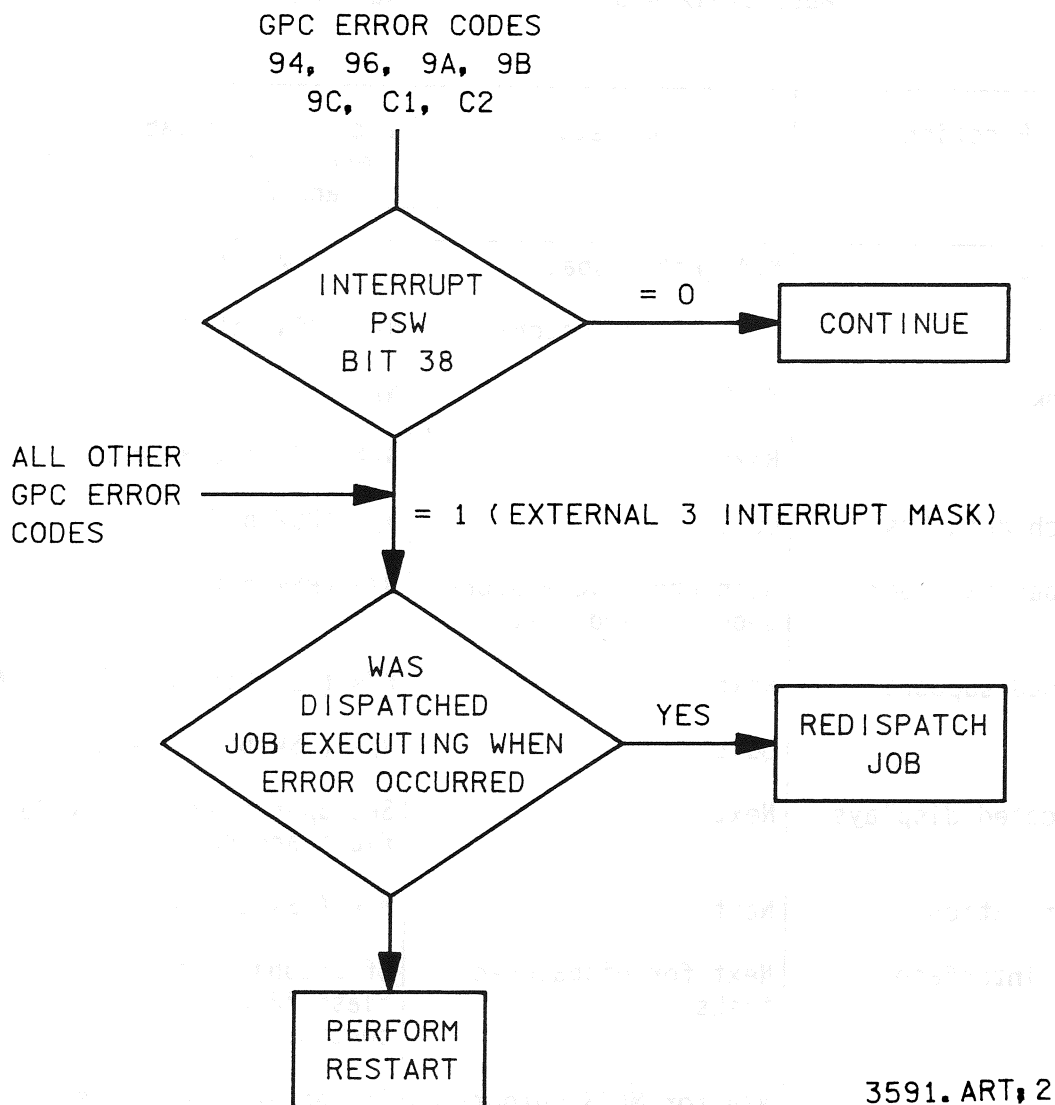 GPC ERROR CODES
94, 96, 9A, 9B
9C, C1, C2
INTERRUPT
PSW
BIT 38
= 0
CONTINUE
ALL OTHER
GPC ERROR
CODES
= 1 (EXTERNAL 3 INTERRUPT MASK)
WAS
DISPATCHED
JOB EXECUTING WHEN
ERROR OCCURRED
YES
REDISPATCH
JOB
PERFORM
RESTART
3591.ART;2